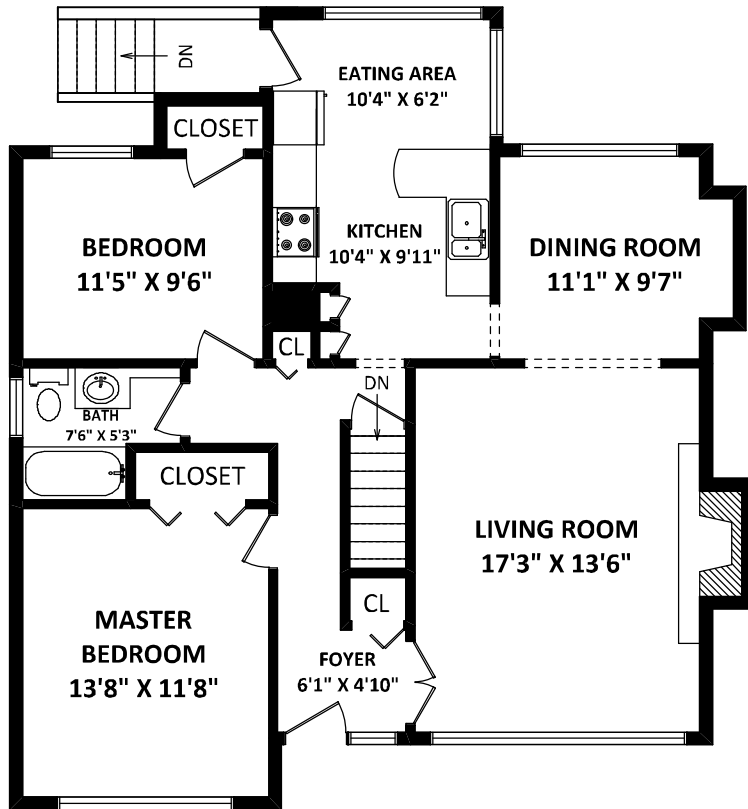 DN
EATING AREA
10'4" X 6'2"
CLOSET
BEDROOM
11'5" X 9'6"
KITCHEN
10'4" X 9'11"
DINING ROOM
11'1" X 9'7"
CL
DN
BATH
7'6" X 5'3"
CLOSET
LIVING ROOM
17'3" X 13'6"
CL
MASTER
BEDROOM
13'8" X 11'8"
FOYER
6'1" X 4'10"